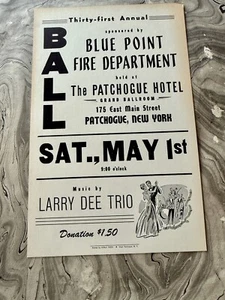 Thirty-first Annual
BALL
sponsored by
BLUE POINT
FIRE DEPARTMENT
held at
The PATCHOGUE HOTEL
GRAND BALLROOM
175 East Main Street
PATCHOGUE, NEW YORK
SAT., MAY 1st
9:00 o'clock
Music by
LARRY DEE TRIO
Donation $1.50